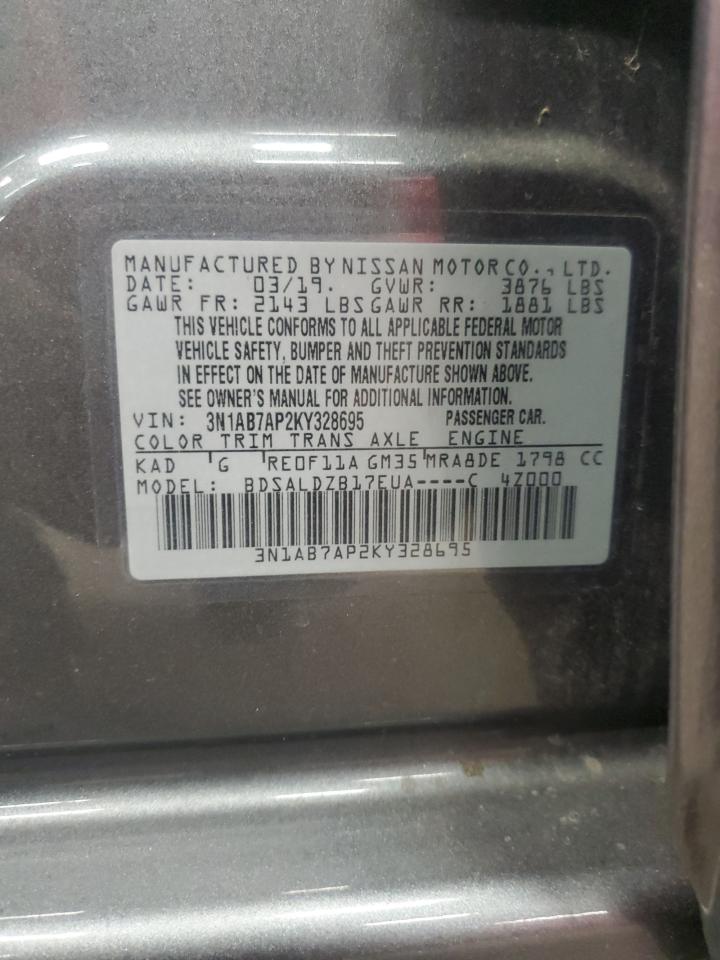 MANUFACTURED BY NISSAN MOTOR CO., LTD.
DATE: 03/19. GVWR: 3876 LBS
GAWR FR: 2143 LBS GAWR RR: 1881 LBS
THIS VEHICLE CONFORMS TO ALL APPLICABLE FEDERAL MOTOR
VEHICLE SAFETY, BUMPER AND THEFT PREVENTION STANDARDS
IN EFFECT ON THE DATE OF MANUFACTURE SHOWN ABOVE.
SEE OWNER'S MANUAL FOR ADDITIONAL INFORMATION.
VIN: 3N1AB7AP2KY328695 PASSENGER CAR.
COLOR TRIM TRANS AXLE ENGINE
KAD G RE0F11A GM35 MRA8DE 1798 CC
MODEL: BDSALDZB17EUA----C 4Z000
3N1AB7AP2KY328695